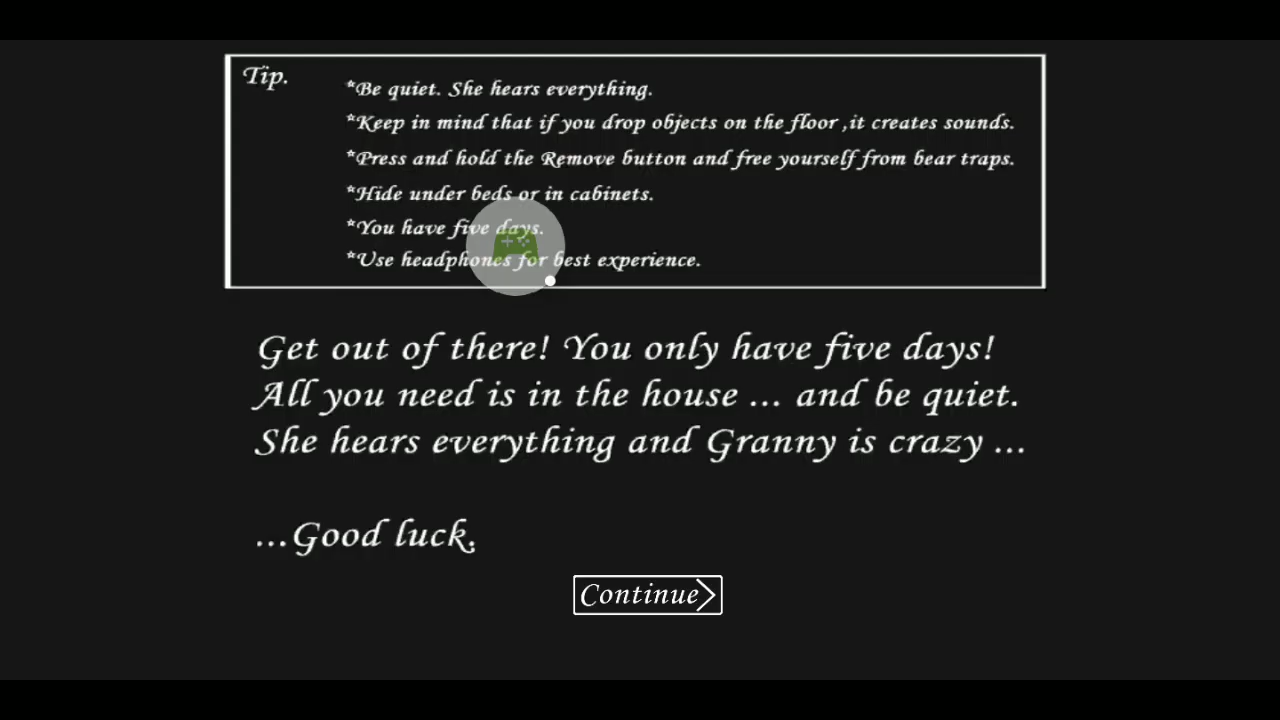 Tip.
*Be quiet. She hears everything.
*Keep in mind that if you drop objects on the floor ,it creates sounds.
*Press and hold the Remove button and free yourself from bear traps.
*Hide under beds or in cabinets.
*You have five days.
*Use headphones for best experience.
Get out of there! You only have five days!
All you need is in the house ... and be quiet.
She hears everything and Granny is crazy ...
...Good luck.
Continue